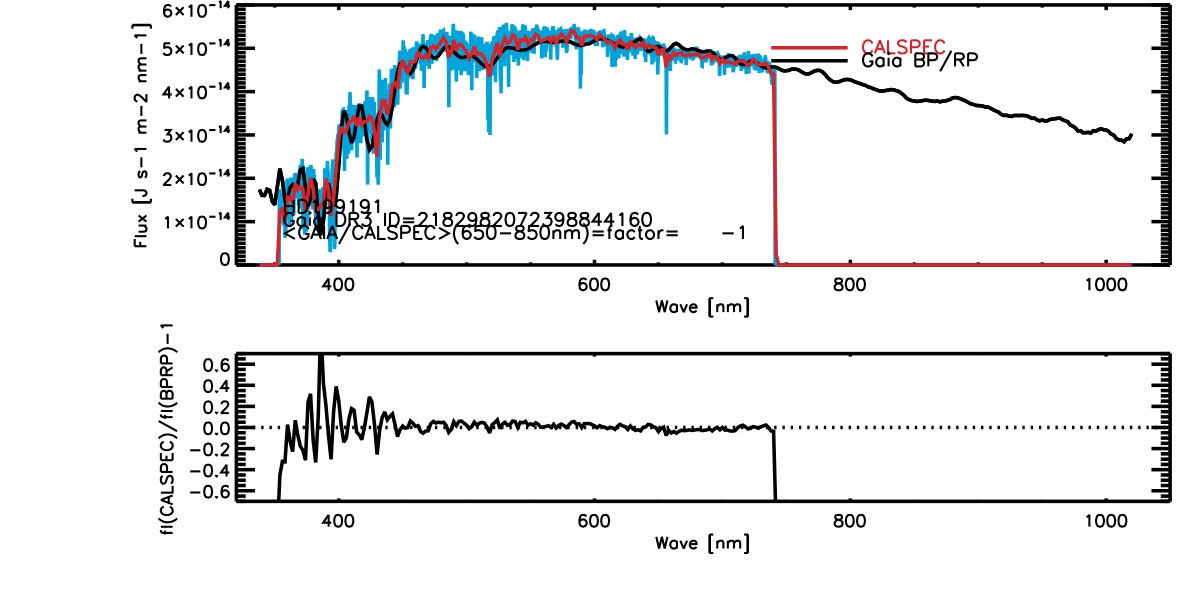 6×10−14
5×10−14
4×10−14
3×10−14
2×10−14
1×10−14
0
Flux [J s−1 m−2 nm−1]
CALSPEC
Gaia BP/RP
HD199191
Gaia DR3 ID=2182982072398844160
<GAIA/CALSPEC>(650−850nm)=factor= −1
400 600 800 1000
Wave [nm]
fl(CALSPEC)/fl(BPRP)−1
0.6
0.4
0.2
0.0
−0.2
−0.4
−0.6
400 600 800 1000
Wave [nm]